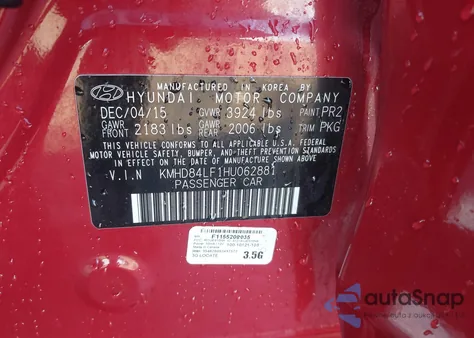 MANUFACTURED IN KOREA BY
HYUNDAI MOTOR COMPANY
DEC/04/15 GVWR 3924 lbs PAINT PR2
GAWR FRONT 2183 lbs GAWR REAR 2006 lbs TRIM PKG
THIS VEHICLE CONFORMS TO ALL APPLICABLE U.S. FEDERAL
MOTOR VEHICLE SAFETY, BUMPER, AND THEFT PREVENTION STANDARDS
IN EFFECT ON THE DATE OF MANUFACTURE SHOWN ABOVE.
V.I.N KMHD84LF1HU062881
PASSENGER CAR
F1155200935
3.5G
autoSnap